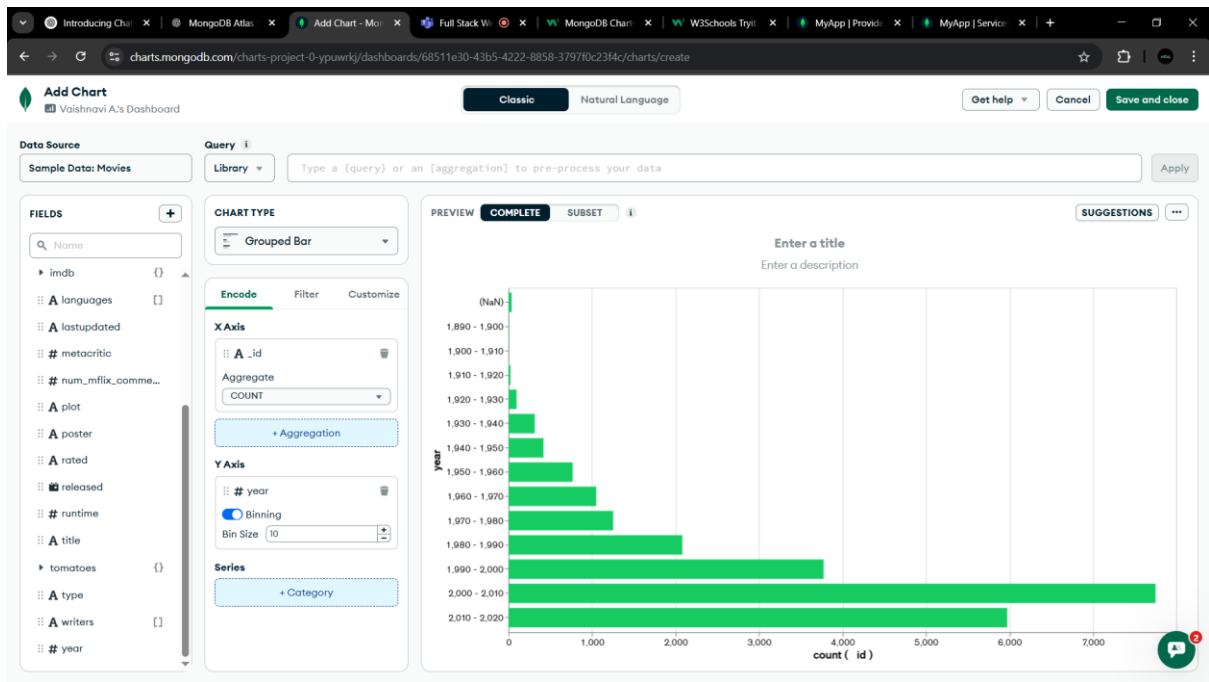 Introducing Chat
MongoDB Atlas
Add Chart - Mon
Full Stack We
MongoDB Chart
W3Schools Tryit
MyApp | Provide
MyApp | Service
charts.mongodb.com/charts-project-0-ypuwrkj/dashboards/68511e30-43b5-4222-8858-3797f0c23f4c/charts/create
Add Chart
Vaishnavi A.'s Dashboard
Classic
Natural Language
Get help
Cancel
Save and close
Data Source
Query i
Sample Data: Movies
Library
Type a {query} or an [aggregation] to pre-process your data
Apply
FIELDS
+
Name
imdb {}
A languages []
A lastupdated
# metacritic
# num_mflix_comme...
A plot
A poster
A rated
released
# runtime
A title
tomatoes {}
A type
A writers []
# year
CHART TYPE
Grouped Bar
Encode Filter Customize
X Axis
A _id
Aggregate
COUNT
+ Aggregation
Y Axis
# year
Binning
Bin Size 10
Series
+ Category
PREVIEW COMPLETE SUBSET i
SUGGESTIONS ...
Enter a title
Enter a description
year
(NaN)
1,890 - 1,900
1,900 - 1,910
1,910 - 1,920
1,920 - 1,930
1,930 - 1,940
1,940 - 1,950
1,950 - 1,960
1,960 - 1,970
1,970 - 1,980
1,980 - 1,990
1,990 - 2,000
2,000 - 2,010
2,010 - 2,020
0 1,000 2,000 3,000 4,000 5,000 6,000 7,000
count ( id )
2